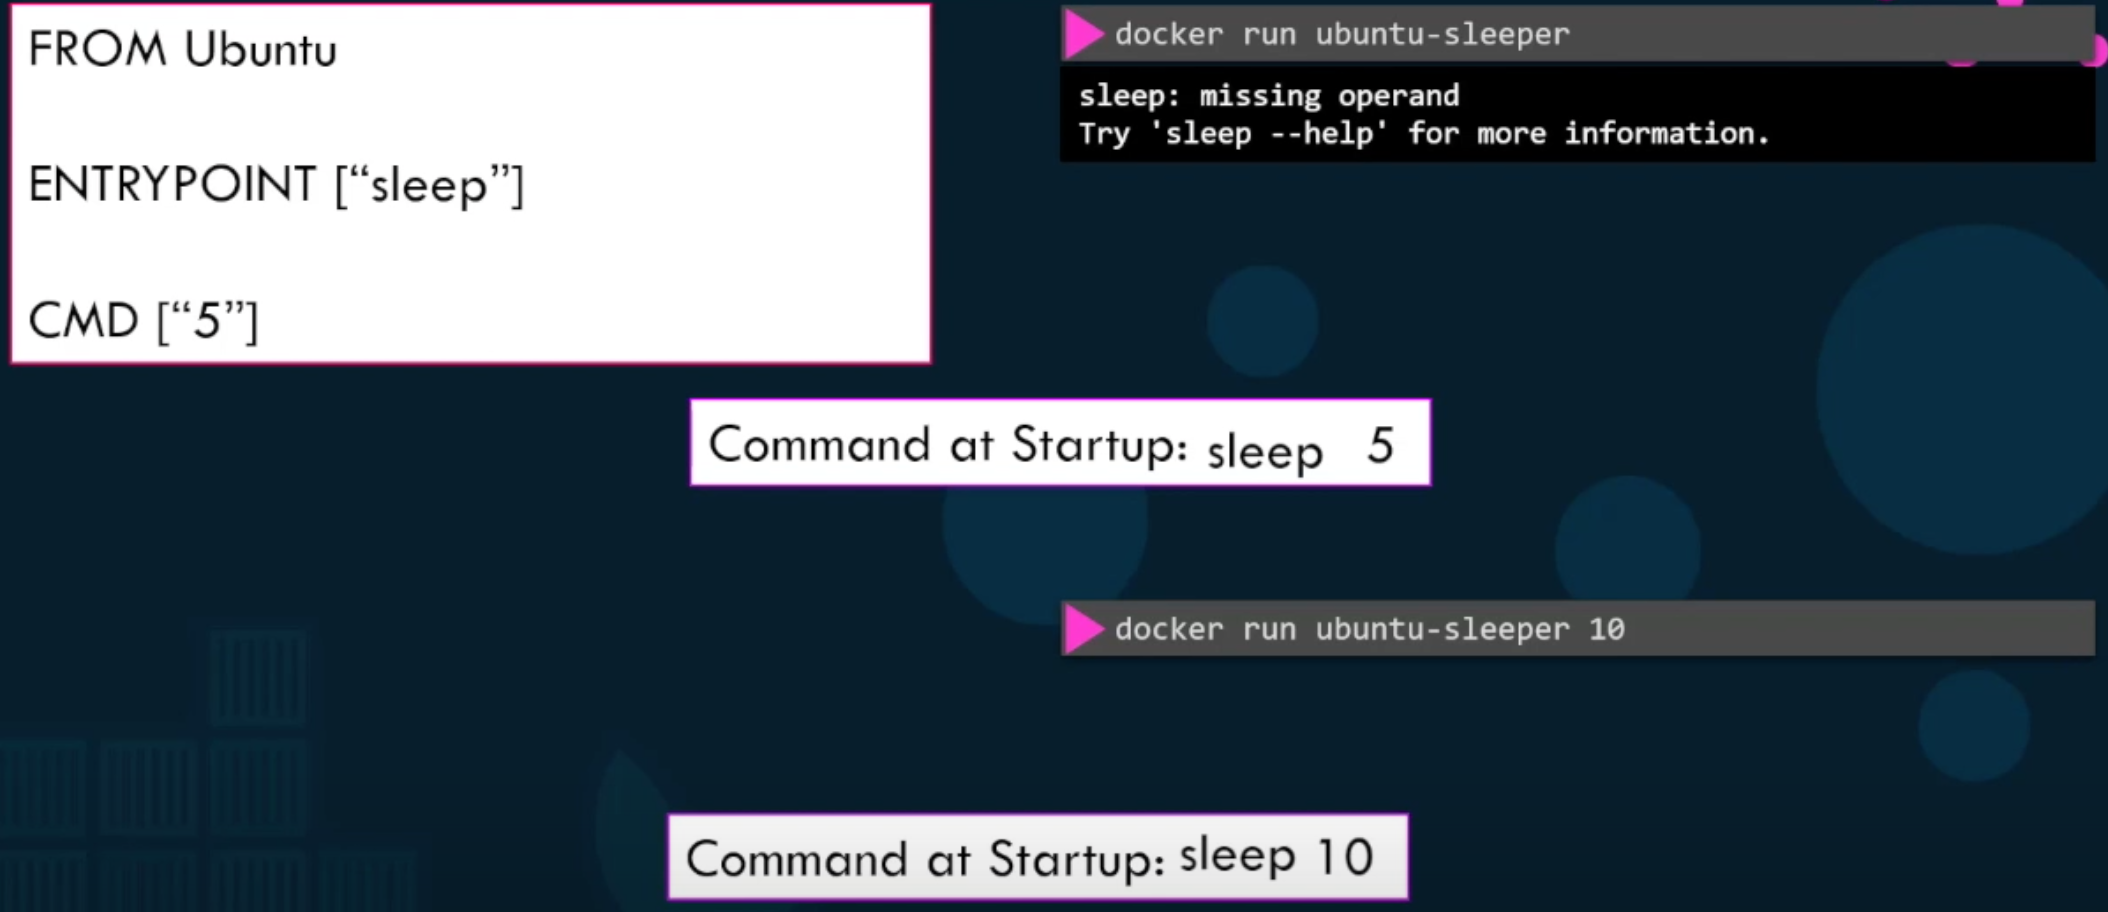 FROM Ubuntu
ENTRYPOINT [“sleep”]
CMD [“5”]
docker run ubuntu-sleeper
sleep: missing operand
Try 'sleep --help' for more information.
Command at Startup: sleep 5
docker run ubuntu-sleeper 10
Command at Startup: sleep 10